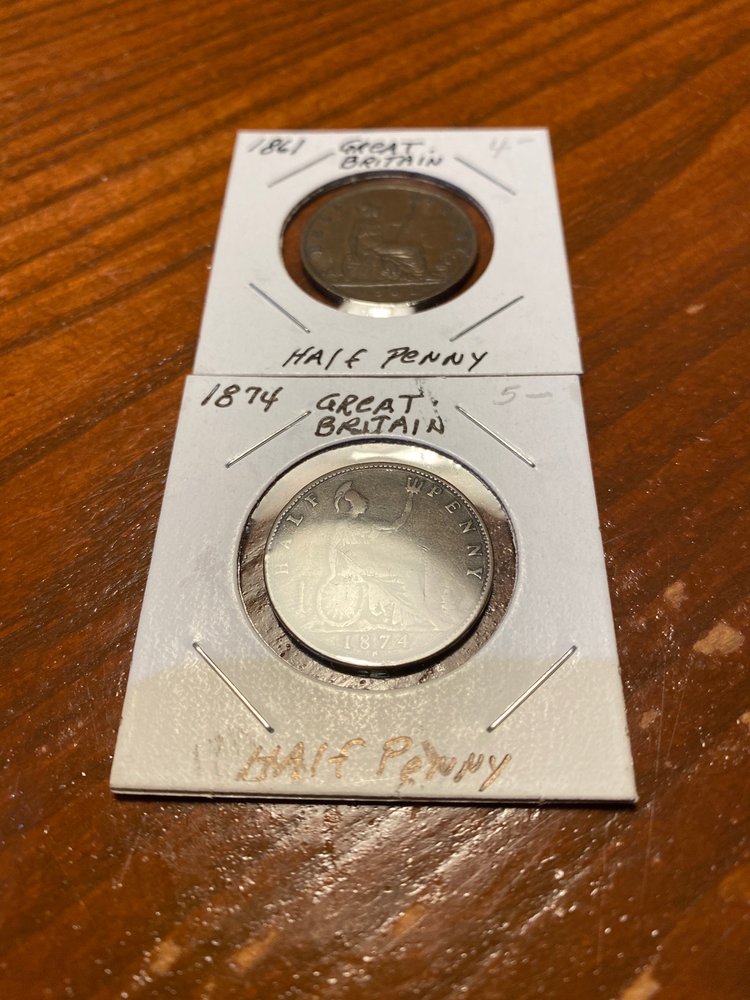 1861 GREAT. 4-
BRITAIN
HALf PENNY
1874 GREAT. 5-
BRITAIN
HALF PENNY
1874
HALf PeNNY